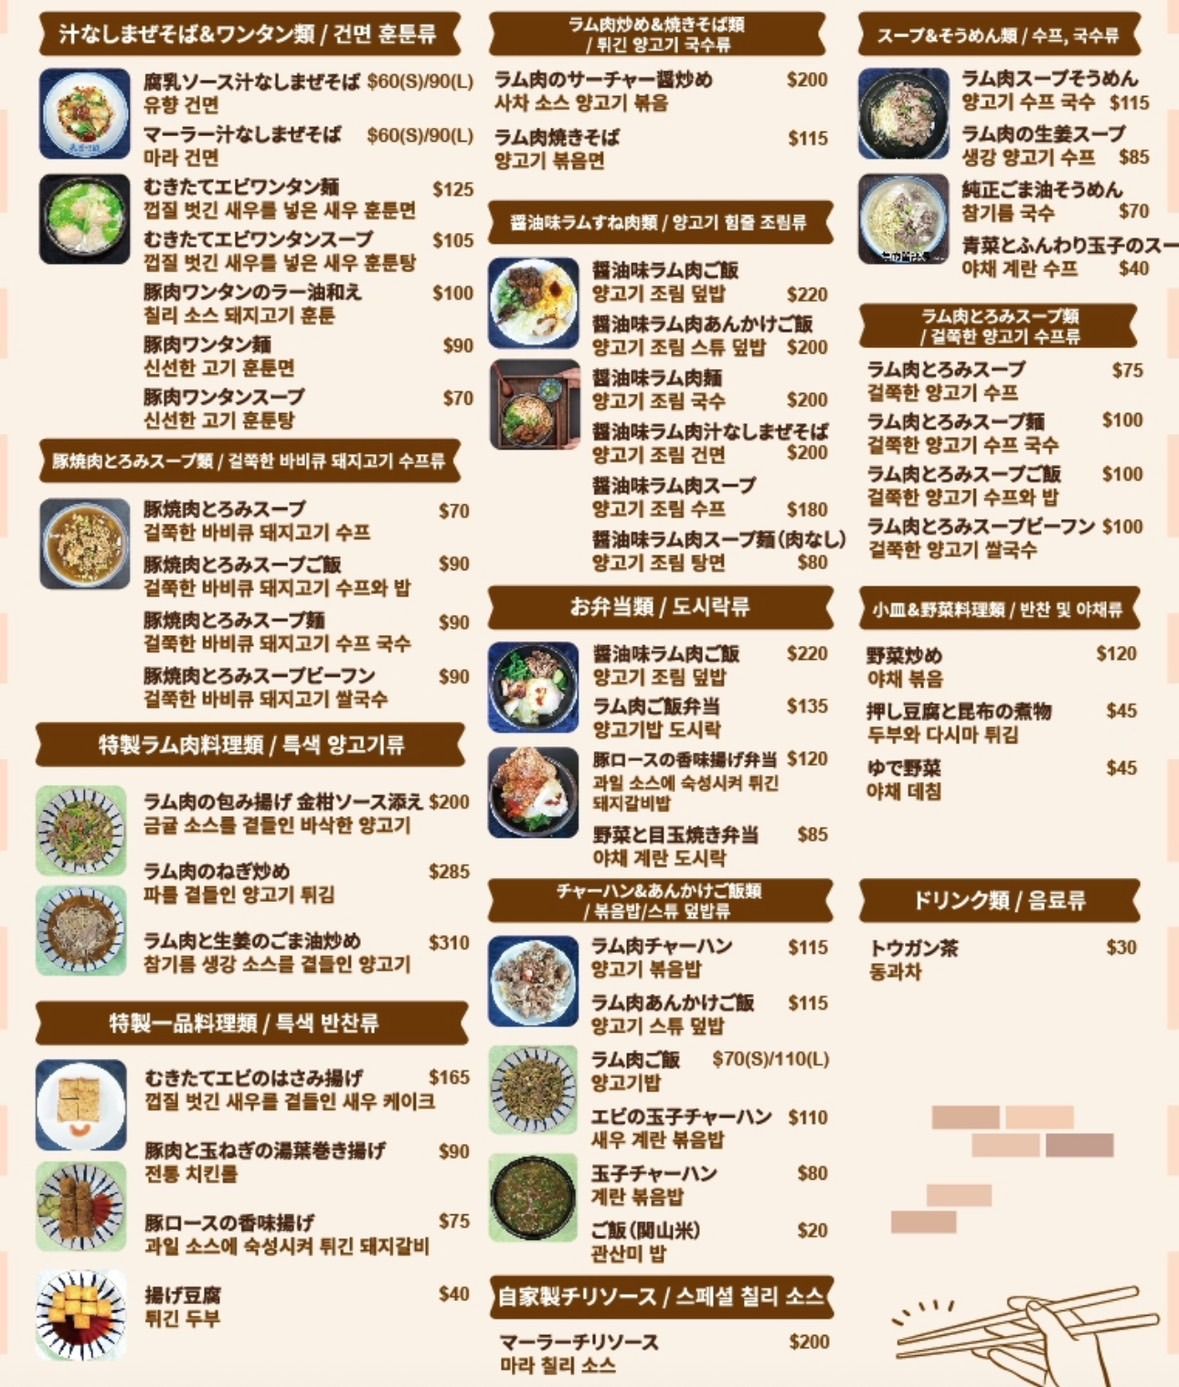 汁なしまぜそば&ワンタン類 / 건면 훈툰류
腐乳ソース汁なしまぜそば $60(S)/90(L)
유향 건면
マーラー汁なしまぜそば $60(S)/90(L)
마라 건면
むきたてエビワンタン麺 $125
껍질 벗긴 새우를 넣은 새우 훈툰면
むきたてエビワンタンスープ $105
껍질 벗긴 새우를 넣은 새우 훈툰탕
豚肉ワンタンのラー油和え $100
칠리 소스 돼지고기 훈툰
豚肉ワンタン麺 $90
신선한 고기 훈툰면
豚肉ワンタンスープ $70
신선한 고기 훈툰탕
豚焼肉とろみスープ類 / 걸쭉한 바비큐 돼지고기 수프류
豚焼肉とろみスープ $70
걸쭉한 바비큐 돼지고기 수프
豚焼肉とろみスープご飯 $90
걸쭉한 바비큐 돼지고기 수프와 밥
豚焼肉とろみスープ麺 $90
걸쭉한 바비큐 돼지고기 수프 국수
豚焼肉とろみスープビーフン $90
걸쭉한 바비큐 돼지고기 쌀국수
特製ラム肉料理類 / 특색 양고기류
ラム肉の包み揚げ 金柑ソース添え $200
금귤 소스를 곁들인 바삭한 양고기
ラム肉のねぎ炒め $285
파를 곁들인 양고기 튀김
ラム肉と生姜のごま油炒め $310
참기름 생강 소스를 곁들인 양고기
特製一品料理類 / 특색 반찬류
むきたてエビのはさみ揚げ $165
껍질 벗긴 새우를 곁들인 새우 케이크
豚肉と玉ねぎの湯葉巻き揚げ $90
전통 치킨롤
豚ロースの香味揚げ $75
과일 소스에 숙성시켜 튀긴 돼지갈비
揚げ豆腐 $40
튀긴 두부
ラム肉炒め&焼きそば類
/ 튀긴 양고기 국수류
ラム肉のサーチャー醤炒め $200
사차 소스 양고기 볶음
ラム肉焼きそば $115
양고기 볶음면
醤油味ラムすね肉類 / 양고기 힘줄 조림류
醤油味ラム肉ご飯
양고기 조림 덮밥 $220
醤油味ラム肉あんかけご飯
양고기 조림 스튜 덮밥 $200
醤油味ラム肉麺
양고기 조림 국수 $200
醤油味ラム肉汁なしまぜそば
양고기 조림 건면 $200
醤油味ラム肉スープ
양고기 조림 수프 $180
醤油味ラム肉スープ麺(肉なし)
양고기 조림 탕면 $80
お弁当類 / 도시락류
醤油味ラム肉ご飯 $220
양고기 조림 덮밥
ラム肉ご飯弁当 $135
양고기밥 도시락
豚ロースの香味揚げ弁当 $120
과일 소스에 숙성시켜 튀긴
돼지갈비밥
野菜と目玉焼き弁当 $85
야채 계란 도시락
チャーハン&あんかけご飯類
/ 볶음밥/스튜 덮밥류
ラム肉チャーハン $115
양고기 볶음밥
ラム肉あんかけご飯 $115
양고기 스튜 덮밥
ラム肉ご飯 $70(S)/110(L)
양고기밥
エビの玉子チャーハン $110
새우 계란 볶음밥
玉子チャーハン $80
계란 볶음밥
ご飯(関山米) $20
관산미 밥
自家製チリソース / 스페셜 칠리 소스
マーラーチリソース $200
마라 칠리 소스
スープ&そうめん類 / 수프, 국수류
ラム肉スープそうめん
양고기 수프 국수 $115
ラム肉の生姜スープ
생강 양고기 수프 $85
純正ごま油そうめん
참기름 국수 $70
青菜とふんわり玉子のスー
야채 계란 수프 $40
ラム肉とろみスープ類
/ 걸쭉한 양고기 수프류
ラム肉とろみスープ $75
걸쭉한 양고기 수프
ラム肉とろみスープ麺 $100
걸쭉한 양고기 수프 국수
ラム肉とろみスープご飯 $100
걸쭉한 양고기 수프와 밥
ラム肉とろみスープビーフン $100
걸쭉한 양고기 쌀국수
小皿&野菜料理類 / 반찬 및 야채류
野菜炒め $120
야채 볶음
押し豆腐と昆布の煮物 $45
두부와 다시마 튀김
ゆで野菜 $45
야채 데침
ドリンク類 / 음료류
トウガン茶 $30
동과차